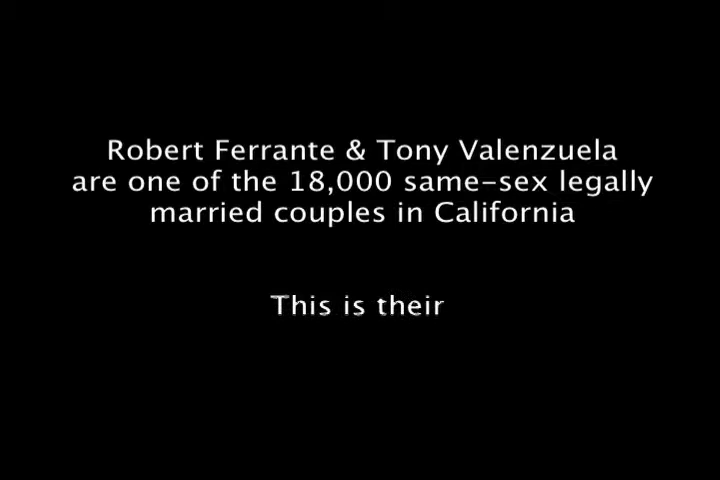 Robert Ferrante & Tony Valenzuela
are one of the 18,000 same-sex legally
married couples in California
This is their